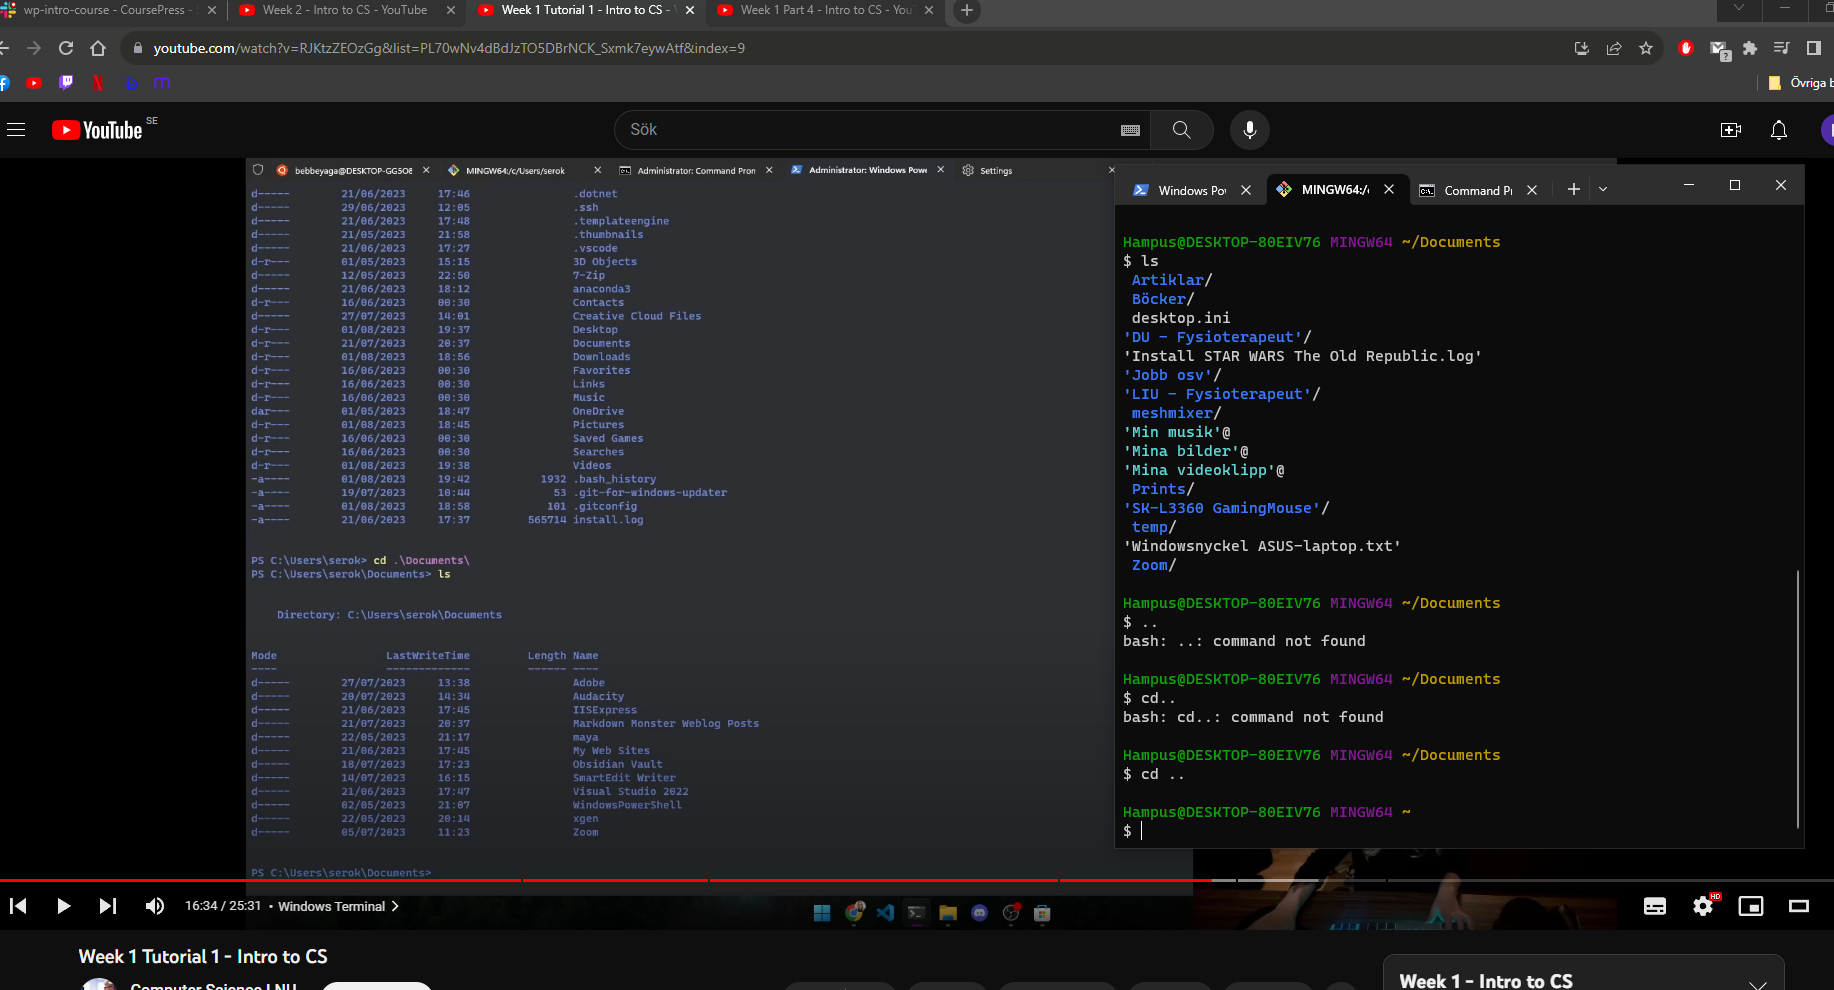 wp-intro-course - CoursePress -
Week 2 - Intro to CS - YouTube
Week 1 Tutorial 1 - Intro to CS -
Week 1 Part 4 - Intro to CS - You
youtube.com/watch?v=RJKtzZEOzGg&list=PL70wNv4dBdJzTO5DBrNCK_Sxmk7eywAtf&index=9
Övriga b
YouTube SE
Sök
bebbeyaga@DESKTOP-GG5O8
MINGW64:/c/Users/serok
Administrator: Command Pron
Administrator: Windows Powe
Settings
d----- 21/06/2023 17:46 .dotnet
d----- 29/06/2023 12:05 .ssh
d----- 21/06/2023 17:48 .templateengine
d----- 21/05/2023 21:58 .thumbnails
d----- 21/06/2023 17:27 .vscode
d-r--- 01/05/2023 15:15 3D Objects
d----- 12/05/2023 22:50 7-Zip
d----- 21/06/2023 18:12 anaconda3
d-r--- 16/06/2023 00:30 Contacts
d----- 27/07/2023 14:01 Creative Cloud Files
d-r--- 01/08/2023 19:37 Desktop
d-r--- 21/07/2023 20:37 Documents
d-r--- 01/08/2023 18:56 Downloads
d-r--- 16/06/2023 00:30 Favorites
d-r--- 16/06/2023 00:30 Links
d-r--- 16/06/2023 00:30 Music
dar--- 01/05/2023 18:47 OneDrive
d-r--- 01/08/2023 18:45 Pictures
d-r--- 16/06/2023 00:30 Saved Games
d-r--- 16/06/2023 00:30 Searches
d-r--- 01/08/2023 19:38 Videos
-a---- 01/08/2023 19:42 1932 .bash_history
-a---- 19/07/2023 10:44 53 .git-for-windows-updater
-a---- 01/08/2023 18:58 101 .gitconfig
-a---- 21/06/2023 17:37 565714 install.log
PS C:\Users\serok> cd .\Documents\
PS C:\Users\serok\Documents> ls
Directory: C:\Users\serok\Documents
Mode LastWriteTime Length Name
---- ------------- ------ ----
d----- 27/07/2023 13:38 Adobe
d----- 20/07/2023 14:34 Audacity
d----- 21/06/2023 17:45 IISExpress
d----- 21/07/2023 20:37 Markdown Monster Weblog Posts
d----- 22/05/2023 21:17 maya
d----- 21/06/2023 17:45 My Web Sites
d----- 18/07/2023 17:23 Obsidian Vault
d----- 14/07/2023 16:15 SmartEdit Writer
d----- 21/06/2023 17:47 Visual Studio 2022
d----- 02/05/2023 21:07 WindowsPowerShell
d----- 22/05/2023 20:14 xgen
d----- 05/07/2023 11:23 Zoom
PS C:\Users\serok\Documents>
Windows Pov
MINGW64:/
Command P
Hampus@DESKTOP-80EIV76 MINGW64 ~/Documents
$ ls
Artiklar/
Böcker/
desktop.ini
'DU - Fysioterapeut'/
'Install STAR WARS The Old Republic.log'
'Jobb osv'/
'LIU - Fysioterapeut'/
meshmixer/
'Min musik'@
'Mina bilder'@
'Mina videoklipp'@
Prints/
'SK-L3360 GamingMouse'/
temp/
'Windowsnyckel ASUS-laptop.txt'
Zoom/
Hampus@DESKTOP-80EIV76 MINGW64 ~/Documents
$ ..
bash: ..: command not found
Hampus@DESKTOP-80EIV76 MINGW64 ~/Documents
$ cd..
bash: cd..: command not found
Hampus@DESKTOP-80EIV76 MINGW64 ~/Documents
$ cd ..
Hampus@DESKTOP-80EIV76 MINGW64 ~
$
16:34 / 25:31 • Windows Terminal
HD
Week 1 Tutorial 1 - Intro to CS
Computer Science LNU
Week 1 - Intro to CS